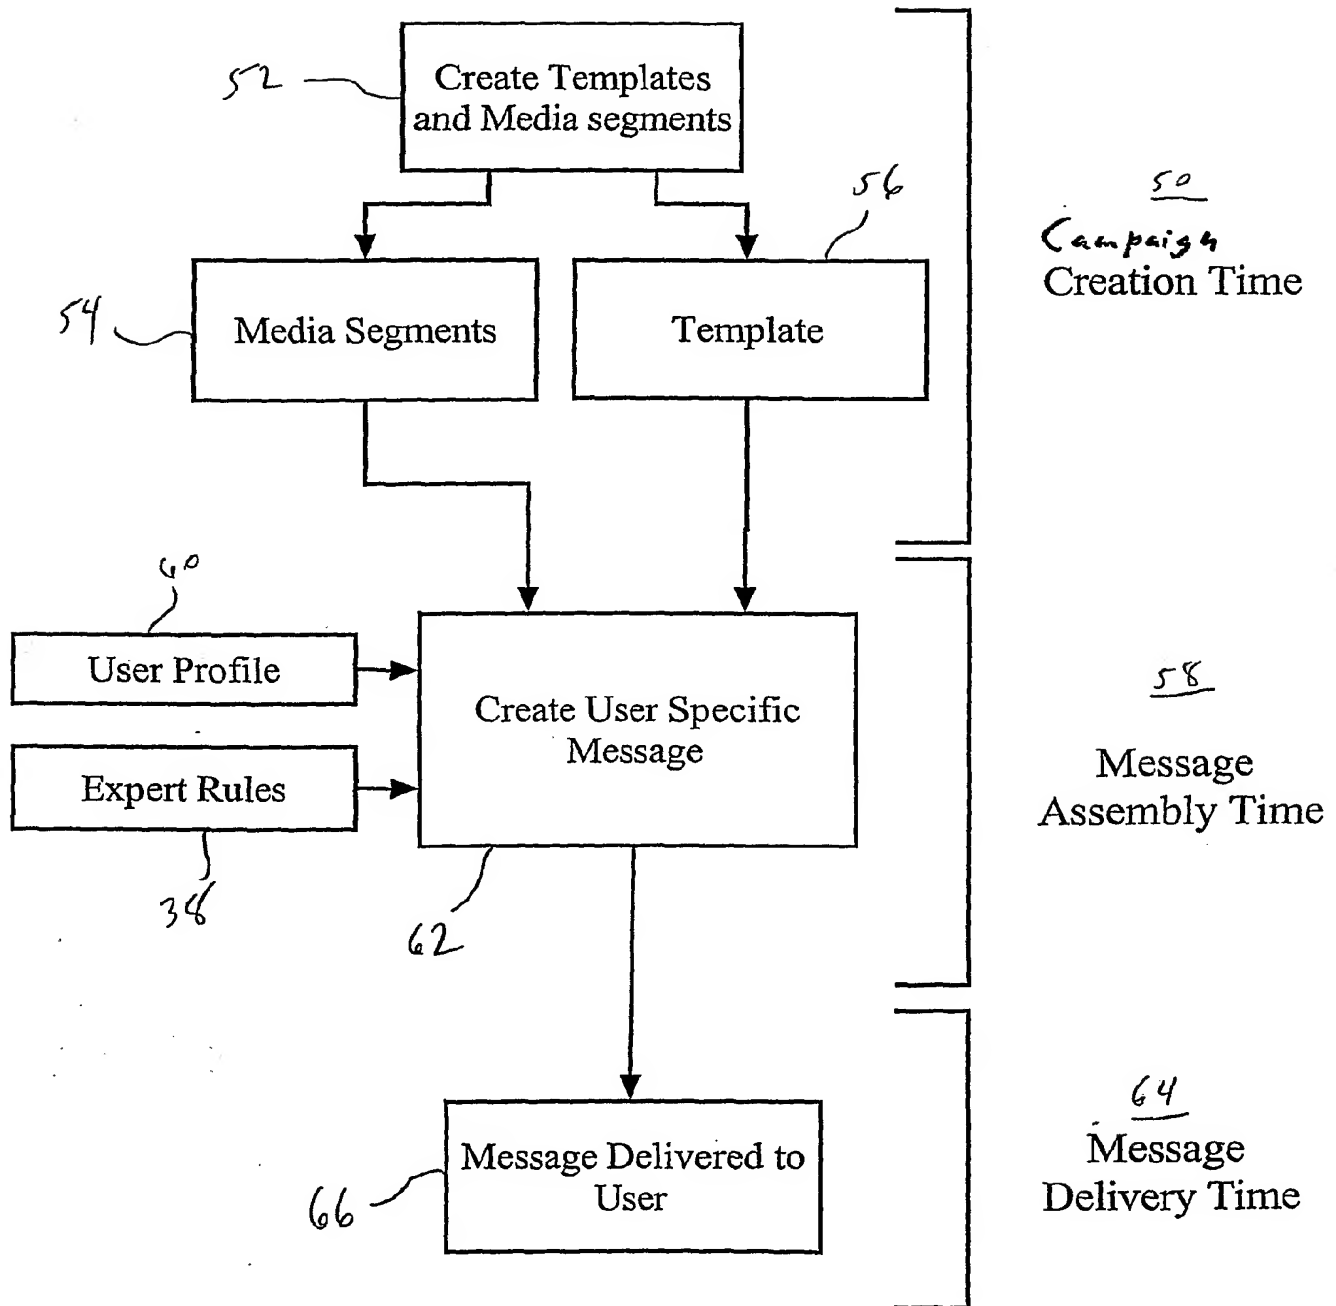 52
Create Templates
and Media segments
56
50
Campaign
Creation Time
54
Media Segments
Template
60
User Profile
Create User Specific
Message
58
Message
Assembly Time
Expert Rules
38
62
64
Message
Delivery Time
Message Delivered to
User
66